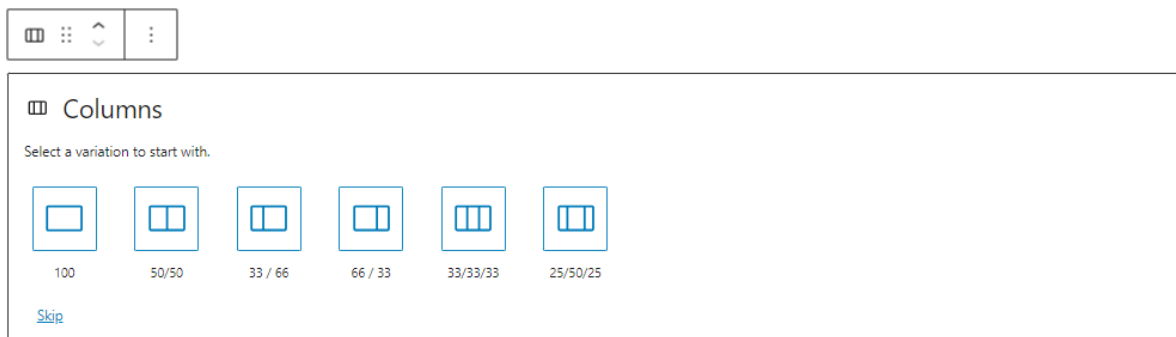 Columns
Select a variation to start with.
100 50/50 33 / 66 66 / 33 33/33/33 25/50/25
Skip